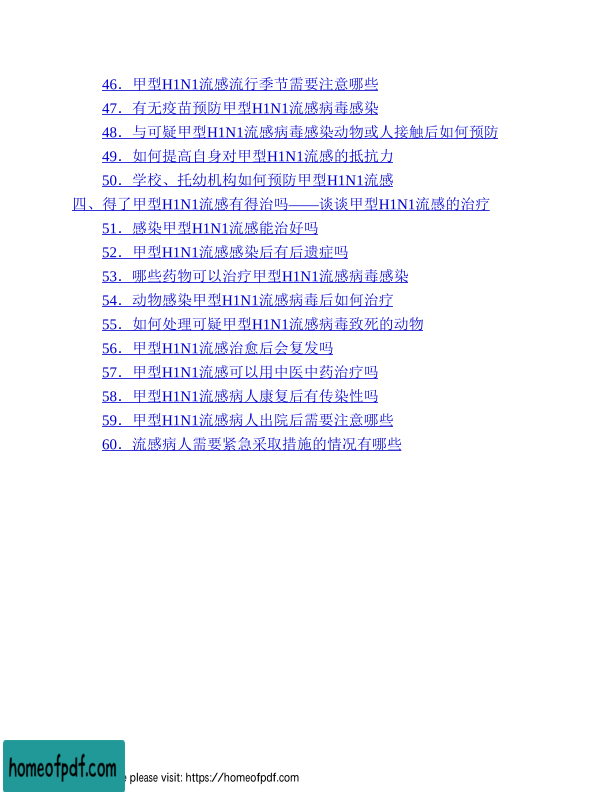 46．甲型H1N1流感流行季节需要注意哪些
47．有无疫苗预防甲型H1N1流感病毒感染
48．与可疑甲型H1N1流感病毒感染动物或人接触后如何预防
49．如何提高自身对甲型H1N1流感的抵抗力
50．学校、托幼机构如何预防甲型H1N1流感
四、得了甲型H1N1流感有得治吗——谈谈甲型H1N1流感的治疗
51．感染甲型H1N1流感能治好吗
52．甲型H1N1流感感染后有后遗症吗
53．哪些药物可以治疗甲型H1N1流感病毒感染
54．动物感染甲型H1N1流感病毒后如何治疗
55．如何处理可疑甲型H1N1流感病毒致死的动物
56．甲型H1N1流感治愈后会复发吗
57．甲型H1N1流感可以用中医中药治疗吗
58．甲型H1N1流感病人康复后有传染性吗
59．甲型H1N1流感病人出院后需要注意哪些
60．流感病人需要紧急采取措施的情况有哪些
homeofpdf.com
please visit: https://homeofpdf.com